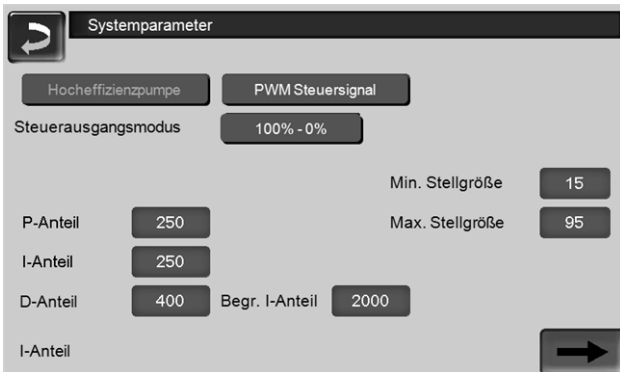 Systemparameter
Hocheffizienzpumpe PWM Steuersignal
Steuerausgangsmodus 100% - 0%
Min. Stellgröße 15
P-Anteil 250 Max. Stellgröße 95
I-Anteil 250
D-Anteil 400 Begr. I-Anteil 2000
I-Anteil